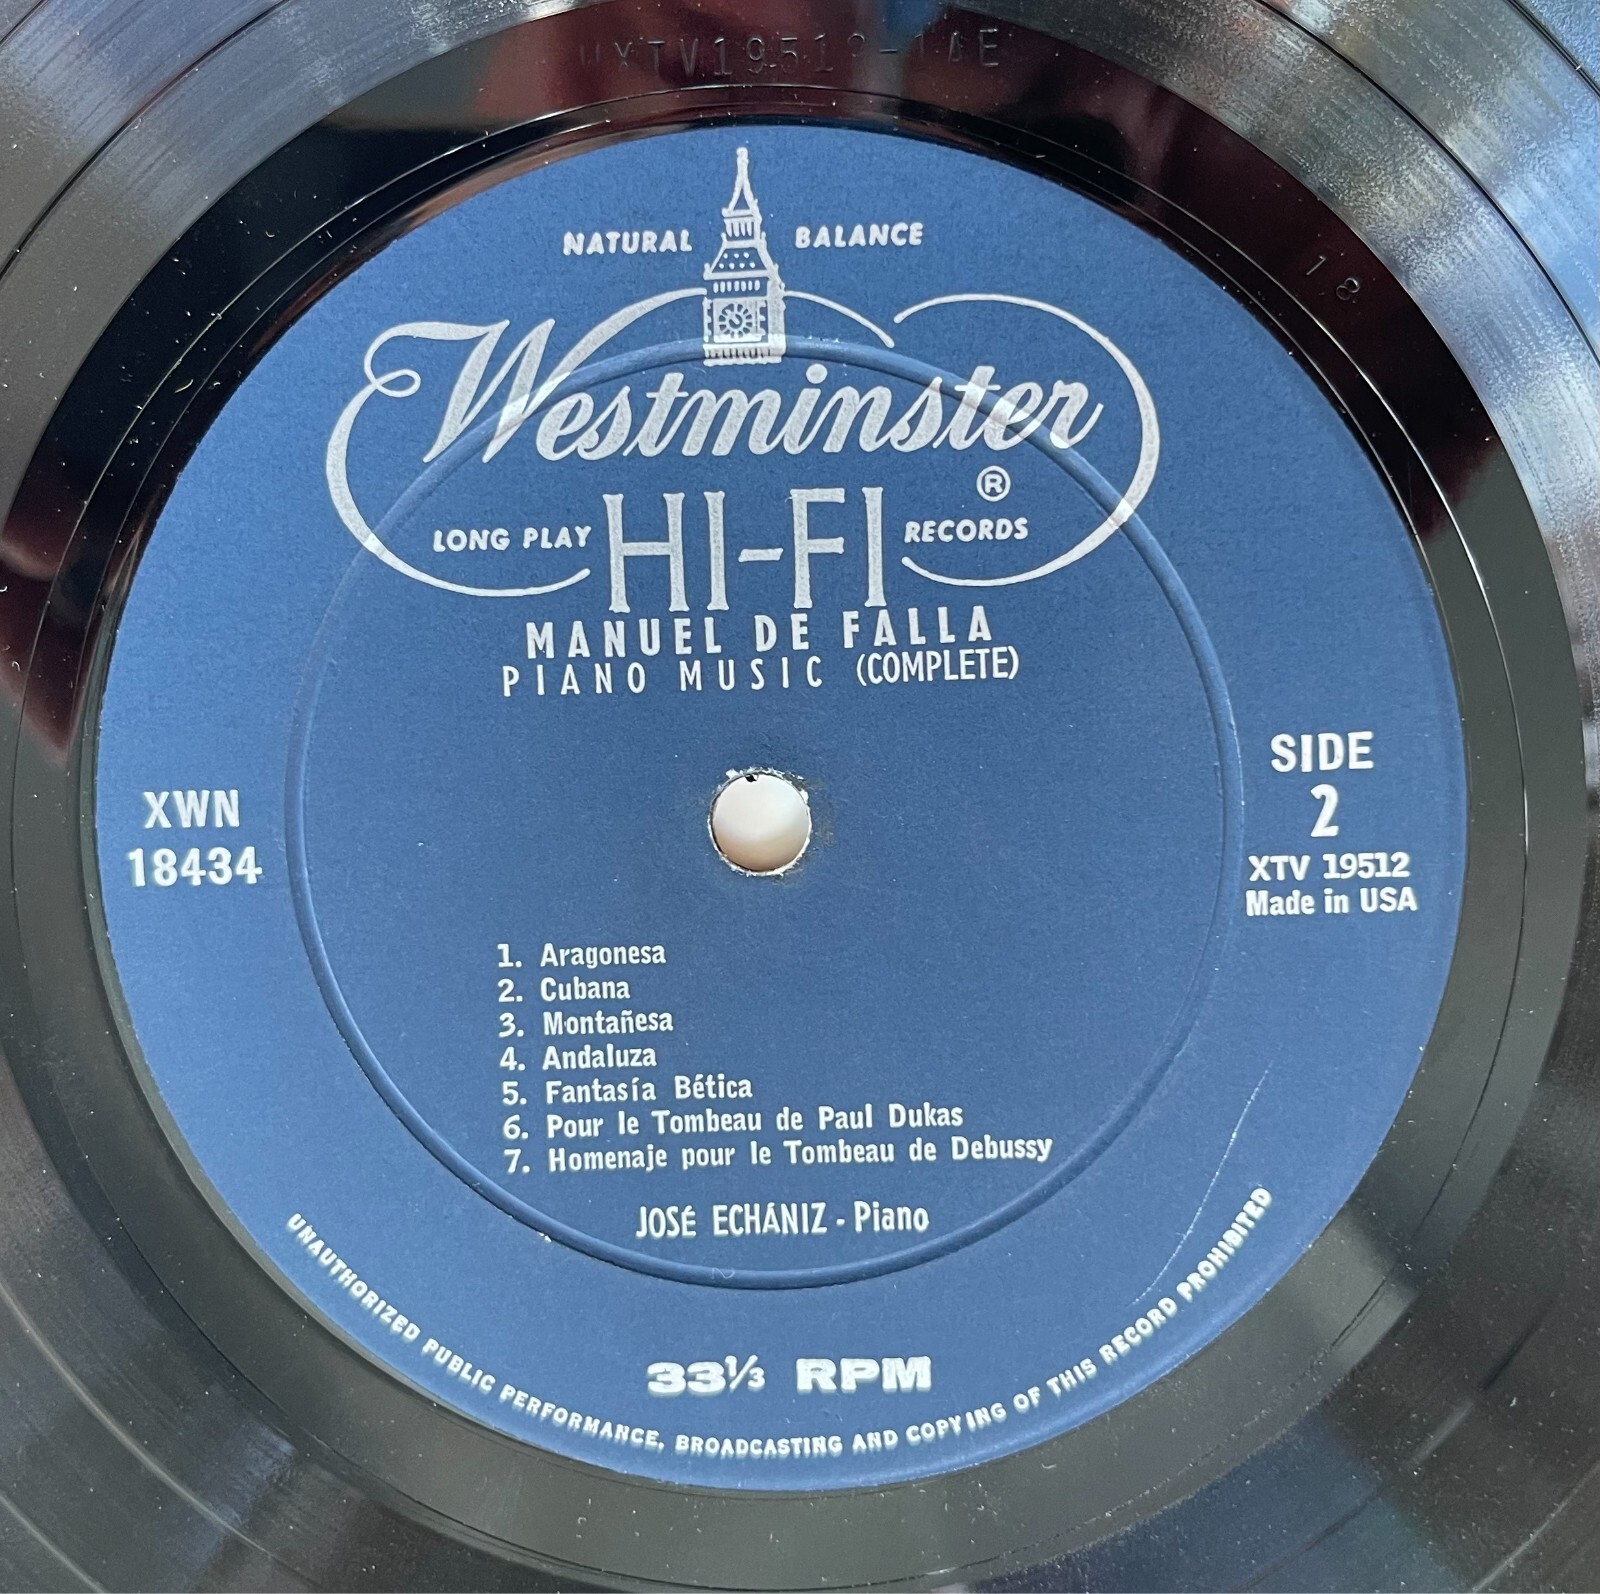 NATURAL BALANCE
Westminster
®
LONG PLAY HI-FI RECORDS
MANUEL DE FALLA
PIANO MUSIC (COMPLETE)
XWN
18434
SIDE
2
XTV 19512
Made in USA
1. Aragonesa
2. Cubana
3. Montañesa
4. Andaluza
5. Fantasía Bética
6. Pour le Tombeau de Paul Dukas
7. Homenaje pour le Tombeau de Debussy
JOSÉ ECHÁNIZ - Piano
33⅓ RPM
UNAUTHORIZED PUBLIC PERFORMANCE, BROADCASTING AND COPYING OF THIS RECORD PROHIBITED
18